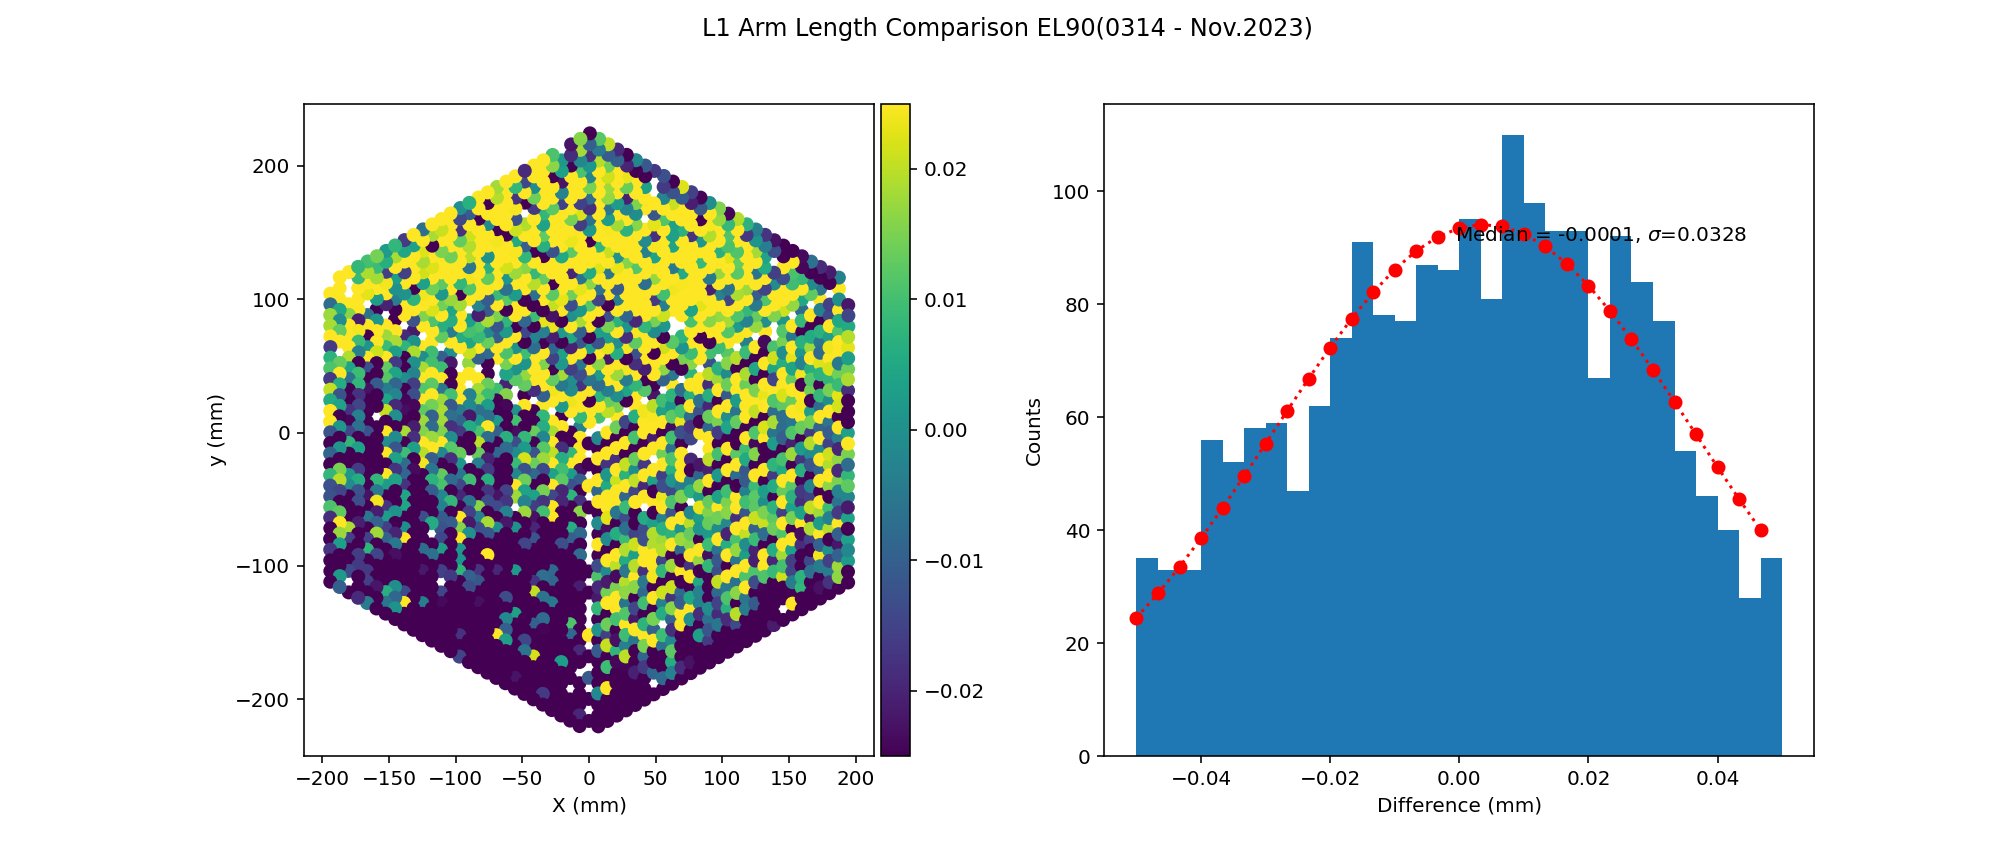 L1 Arm Length Comparison EL90(0314 - Nov.2023)
200
100
0
−100
−200
y (mm)
−200 −150 −100 −50 0 50 100 150 200
X (mm)
0.02
0.01
0.00
−0.01
−0.02
Median = -0.0001, σ=0.0328
100
80
60
40
20
0
Counts
−0.04 −0.02 0.00 0.02 0.04
Difference (mm)